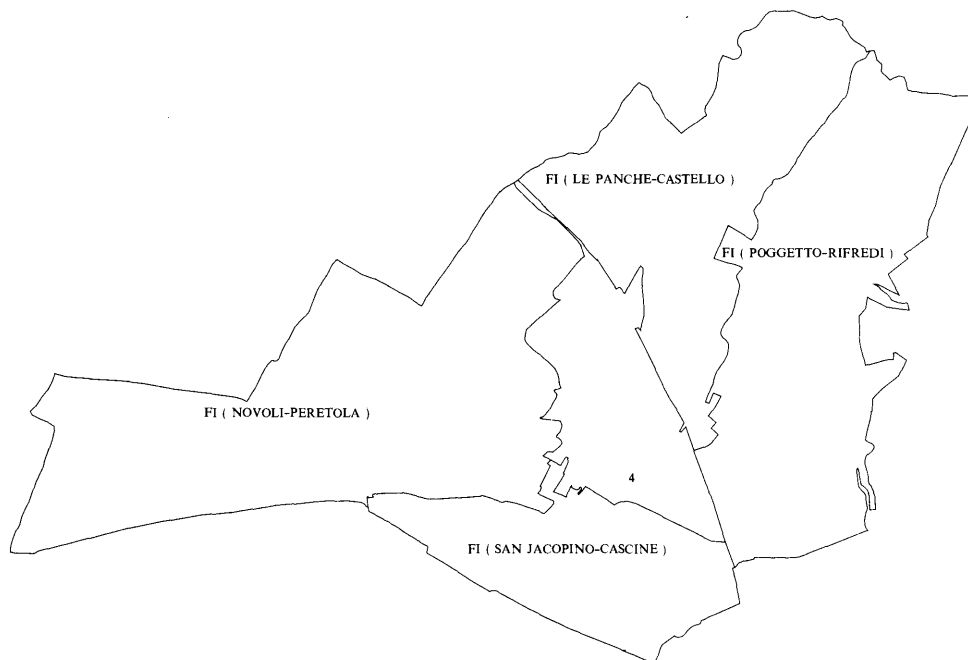 FI ( LE PANCHE-CASTELLO )
FI ( POGGETTO-RIFREDI )
FI ( NOVOLI-PERETOLA )
4
FI ( SAN JACOPINO-CASCINE )